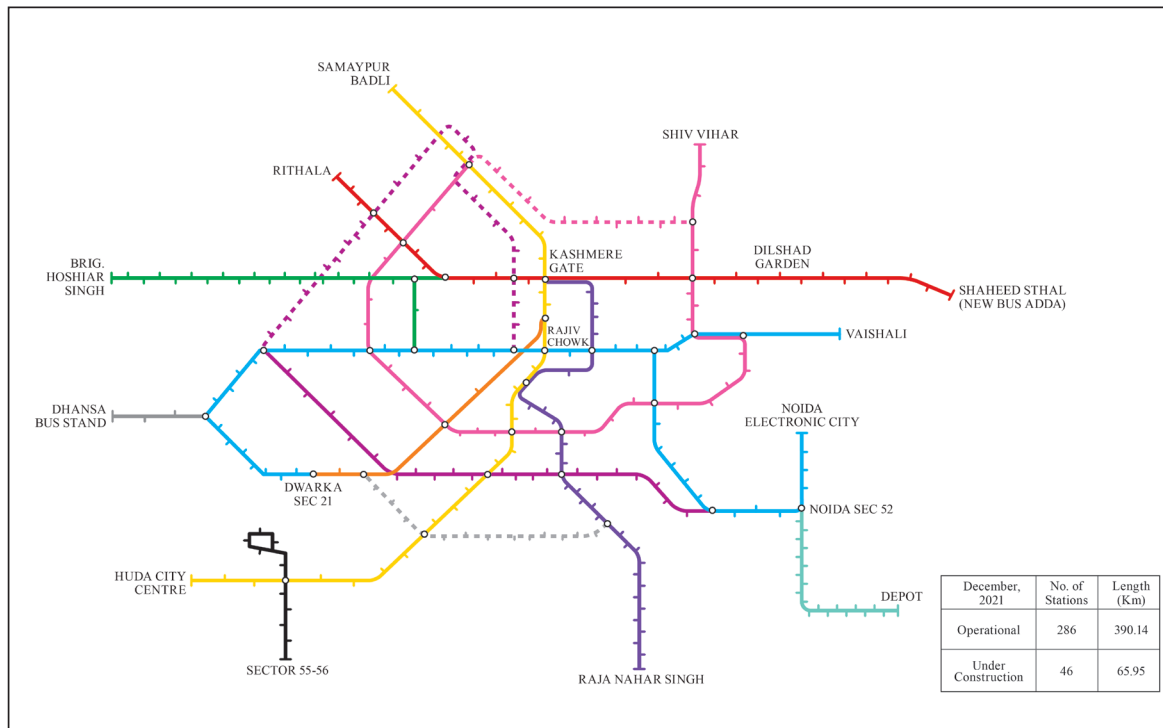 SAMAYPUR
BADLI
SHIV VIHAR
RITHALA
BRIG.
HOSHIAR
SINGH
KASHMERE
GATE
DILSHAD
GARDEN
SHAHEED STHAL
(NEW BUS ADDA)
RAJIV
CHOWK
VAISHALI
DHANSA
BUS STAND
NOIDA
ELECTRONIC CITY
DWARKA
SEC 21
NOIDA SEC 52
HUDA CITY
CENTRE
DEPOT
SECTOR 55-56
RAJA NAHAR SINGH
December,
2021
No. of
Stations
Length
(Km)
Operational 286 390.14
Under
Construction
46 65.95